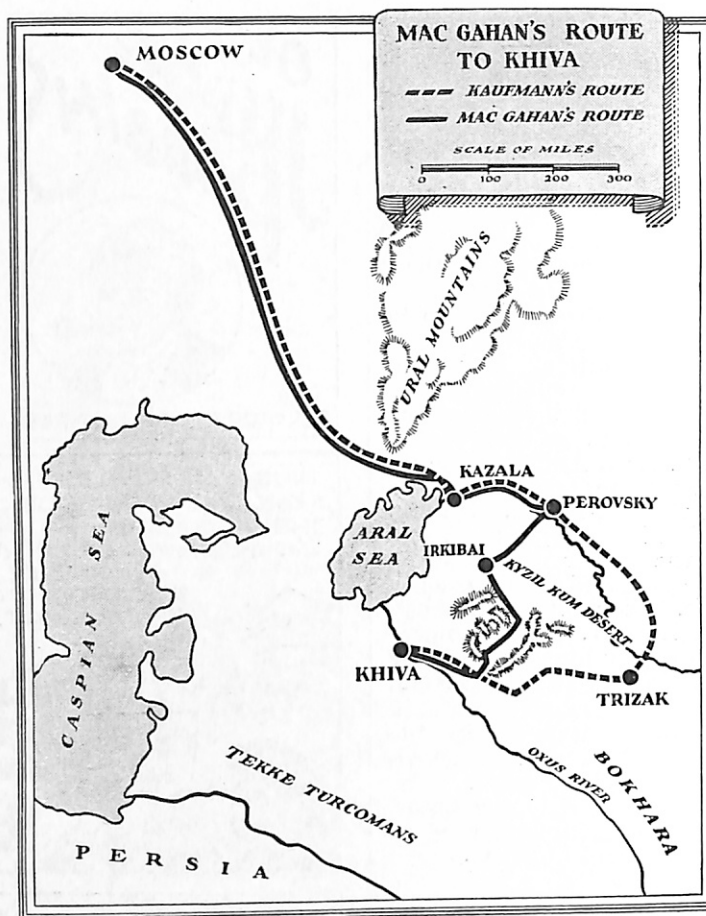 MOSCOW
MAC GAHAN'S ROUTE
TO KHIVA
KAUFMANN'S ROUTE
MAC GAHAN'S ROUTE
SCALE OF MILES
0 100 200 300
URAL MOUNTAINS
KAZALA
PEROVSKY
ARAL
SEA
IRKIBAI
KYZIL KUM DESERT
CASPIAN SEA
KHIVA
TRIZAK
TEKKE TURCOMANS
OXUS RIVER
BOKHARA
PERSIA